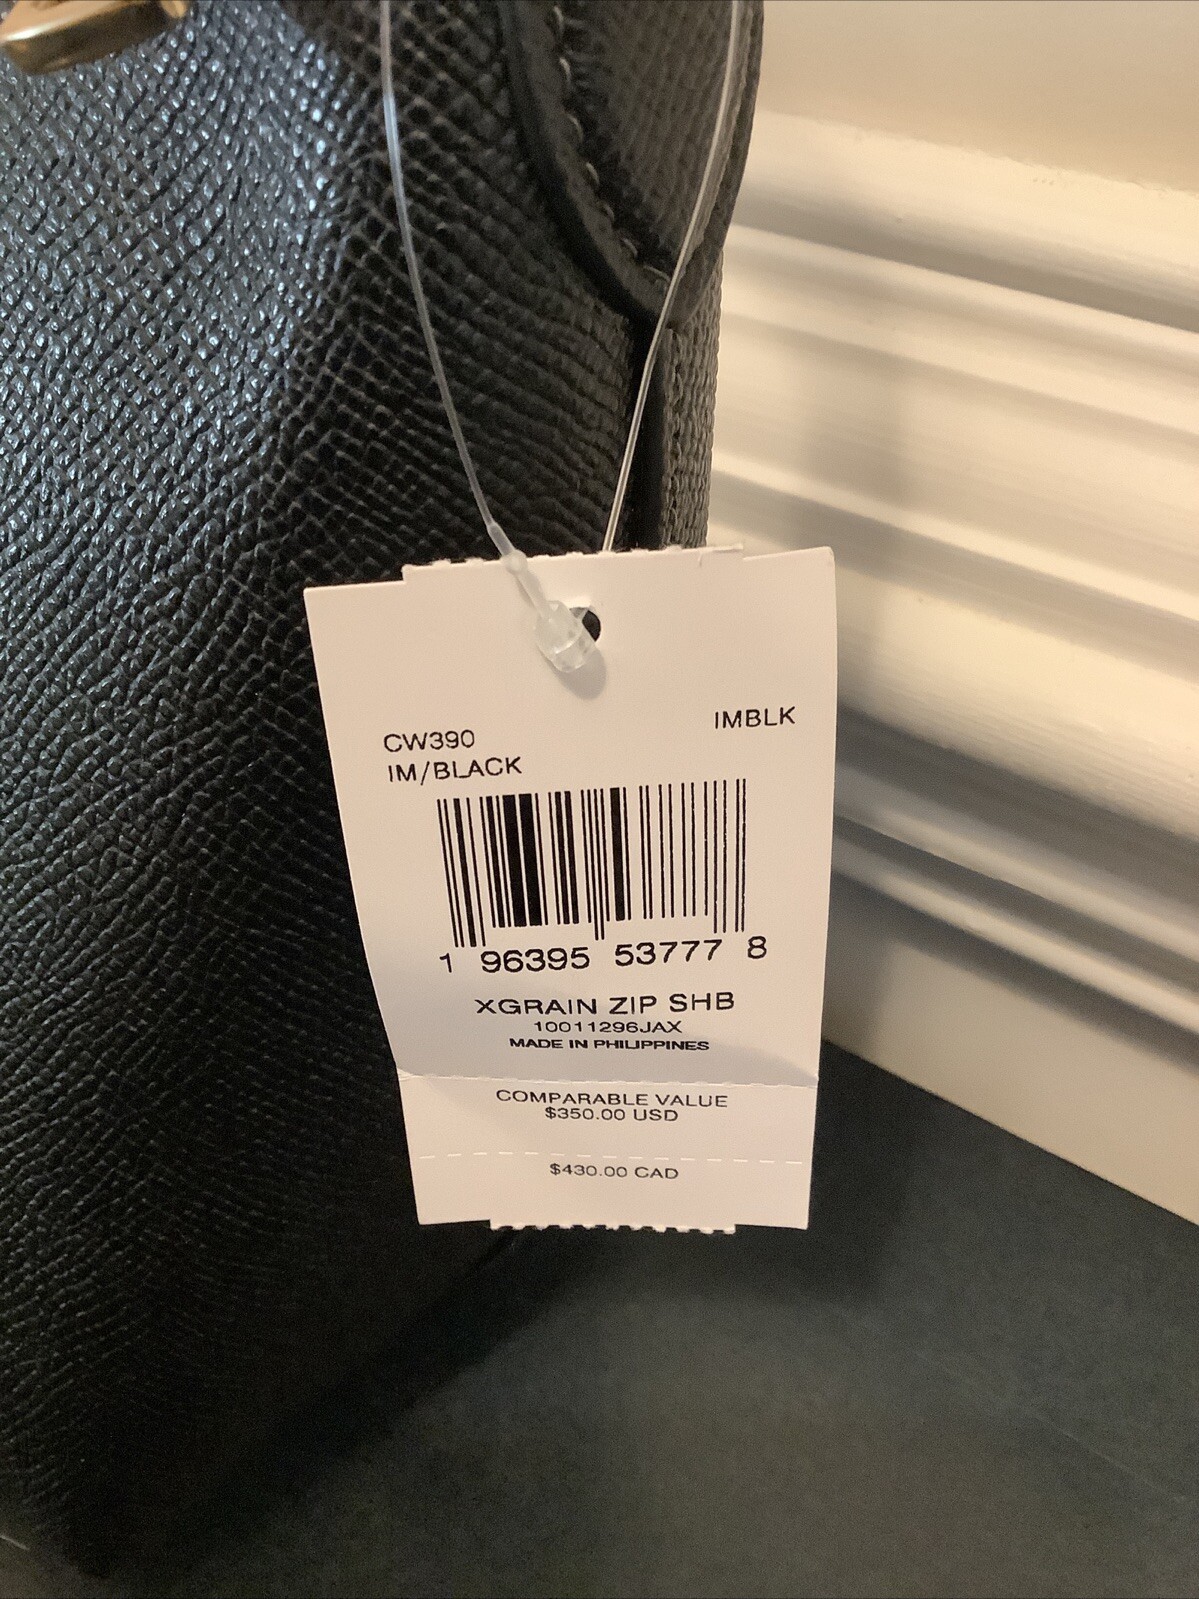 CW390
IMBLK
IM/BLACK
1 96395 53777 8
XGRAIN ZIP SHB
10011296JAX
MADE IN PHILIPPINES
COMPARABLE VALUE
$350.00 USD
$430.00 CAD